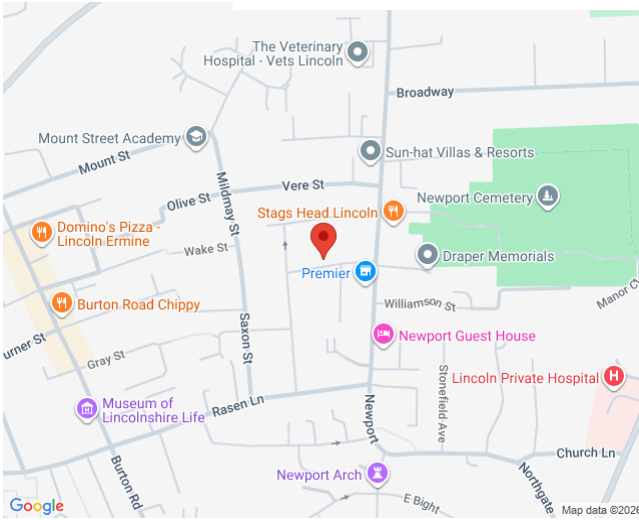 The Veterinary
Hospital - Vets Lincoln
Broadway
Mount Street Academy
Mount St
Sun-hat Villas & Resorts
Vere St
Mildmay St
Olive St
Newport Cemetery
Stags Head Lincoln
Domino's Pizza -
Lincoln Ermine
Wake St
Draper Memorials
Premier
Manor C
Burton Road Chippy
Williamson St
Saxon St
urner St
Newport Guest House
Gray St
Stonefield Ave
Lincoln Private Hospital
Museum of
Lincolnshire Life
Rasen Ln
Newport
Burton Rd
Church Ln
Newport Arch
Northgate
E Bight
Google
Map data ©2026